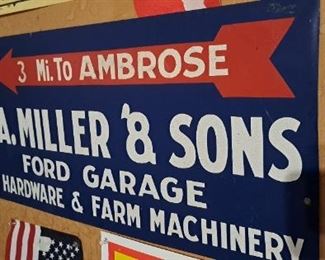 3 Mi. To AMBROSE
A. MILLER '& SONS
FORD GARAGE
HARDWARE & FARM MACHINERY